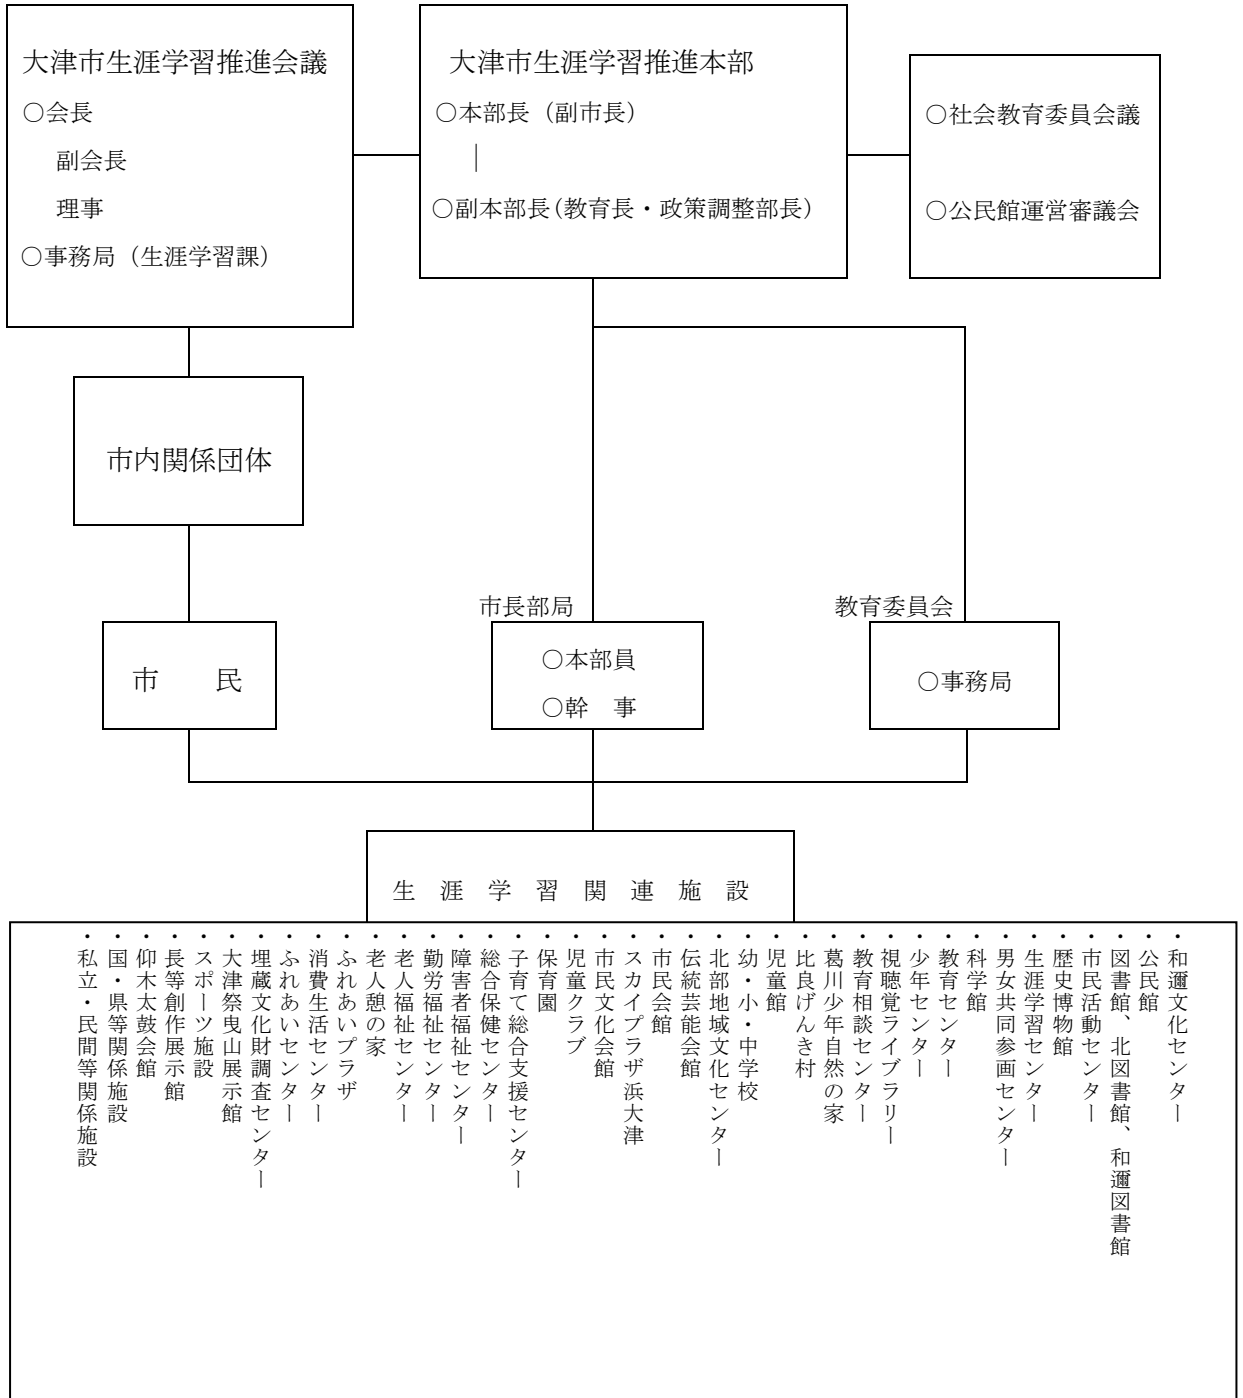 大津市生涯学習推進会議
○会長
副会長
理事
○事務局（生涯学習課）
大津市生涯学習推進本部
○本部長（副市長）
｜
○副本部長（教育長・政策調整部長）
○社会教育委員会議
○公民館運営審議会
市内関係団体
市長部局
教育委員会
市　　民
○本部員
○幹　事
○事務局
生　涯　学　習　関　連　施　設
・和邇文化センター
・公民館
・図書館、北図書館、和邇図書館
・市民活動センター
・歴史博物館
・生涯学習センター
・男女共同参画センター
・科学館
・教育センター
・少年センター
・視聴覚ライブラリー
・教育相談センター
・葛川少年自然の家
・比良げんき村
・児童館
・幼・小・中学校
・北部地域文化センター
・伝統芸能会館
・市民会館
・スカイプラザ浜大津
・市民文化会館
・児童クラブ
・保育園
・子育て総合支援センター
・総合保健センター
・障害者福祉センター
・勤労福祉センター
・老人福祉センター
・老人憩の家
・ふれあいプラザ
・消費生活センター
・ふれあいセンター
・埋蔵文化財調査センター
・大津祭曳山展示館
・スポーツ施設
・長等創作展示館
・仰木太鼓会館
・国・県等関係施設
・私立・民間等関係施設